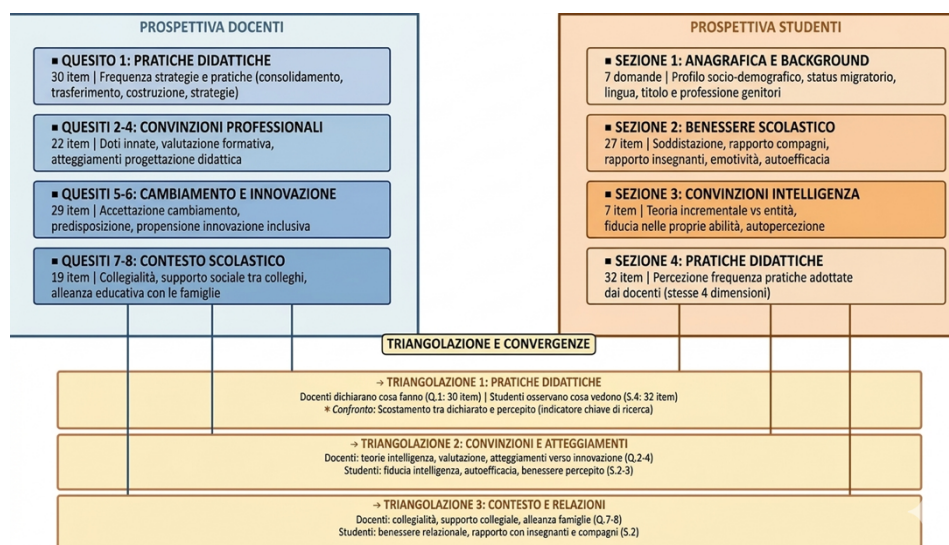 PROSPETTIVA DOCENTI
■ QUESITO 1: PRATICHE DIDATTICHE
30 item | Frequenza strategie e pratiche (consolidamento,
trasferimento, costruzione, strategie)
■ QUESITI 2-4: CONVINZIONI PROFESSIONALI
22 item | Doti innate, valutazione formativa,
atteggiamenti progettazione didattica
■ QUESITI 5-6: CAMBIAMENTO E INNOVAZIONE
29 item | Accettazione cambiamento,
predisposizione, propensione innovazione inclusiva
■ QUESITI 7-8: CONTESTO SCOLASTICO
19 item | Collegialità, supporto sociale tra colleghi,
alleanza educativa con le famiglie
PROSPETTIVA STUDENTI
■ SEZIONE 1: ANAGRAFICA E BACKGROUND
7 domande | Profilo socio-demografico, status migratorio,
lingua, titolo e professione genitori
■ SEZIONE 2: BENESSERE SCOLASTICO
27 item | Soddistazione, rapporto compagni,
rapporto insegnanti, emotività, autoefficacia
■ SEZIONE 3: CONVINZIONI INTELLIGENZA
7 item | Teoria incrementale vs entità,
fiducia nelle proprie abilità, autopercezione
■ SEZIONE 4: PRATICHE DIDATTICHE
32 item | Percezione frequenza pratiche adottate
dai docenti (stesse 4 dimensioni)
TRIANGOLAZIONE E CONVERGENZE
→ TRIANGOLAZIONE 1: PRATICHE DIDATTICHE
Docenti dichiarano cosa fanno (Q.1: 30 item) | Studenti osservano cosa vedono (S.4: 32 item)
* Confronto: Scostamento tra dichiarato e percepito (indicatore chiave di ricerca)
→ TRIANGOLAZIONE 2: CONVINZIONI E ATTEGGIAMENTI
Docenti: teorie intelligenza, valutazione, atteggiamenti verso innovazione (Q.2-4)
Studenti: fiducia intelligenza, autoefficacia, benessere percepito (S.2-3)
→ TRIANGOLAZIONE 3: CONTESTO E RELAZIONI
Docenti: collegialità, supporto collegiale, alleanza famiglie (Q.7-8)
Studenti: benessere relazionale, rapporto con insegnanti e compagni (S.2)